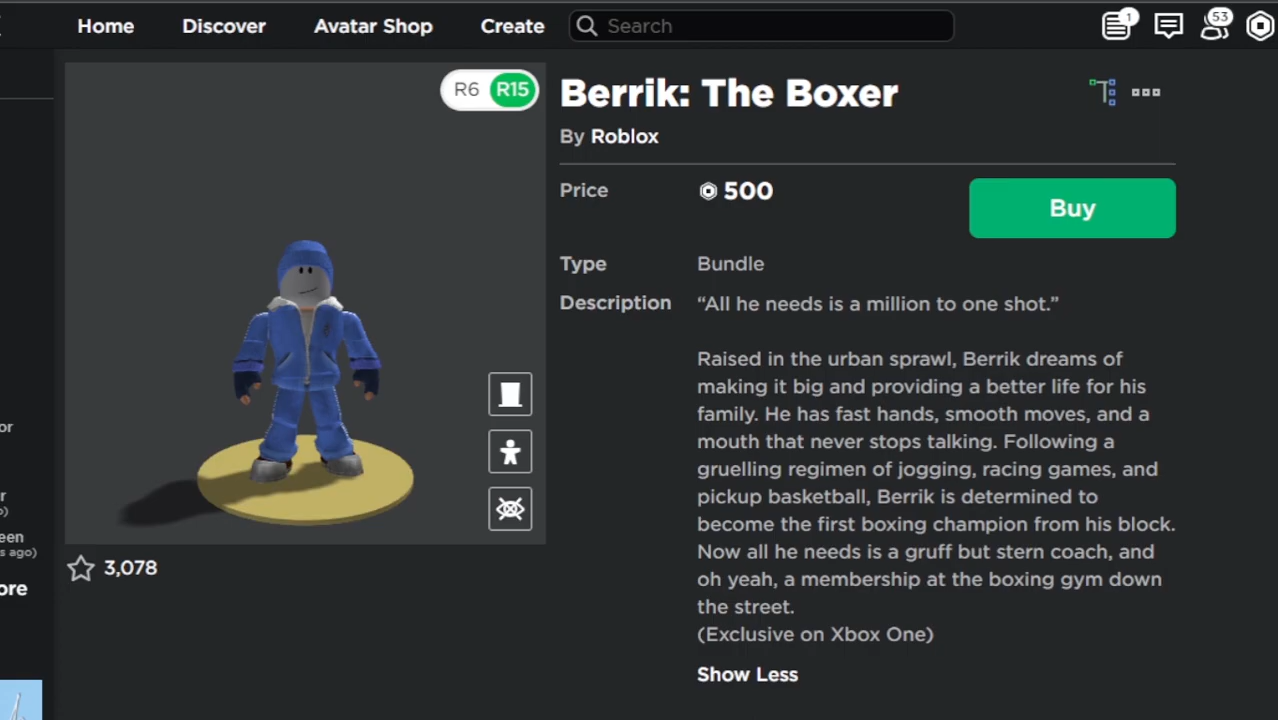 Home Discover Avatar Shop Create Search 1 53
R6 R15
Berrik: The Boxer
By Roblox
Price 500
Buy
Type Bundle
Description “All he needs is a million to one shot.”
Raised in the urban sprawl, Berrik dreams of
making it big and providing a better life for his
family. He has fast hands, smooth moves, and a
mouth that never stops talking. Following a
gruelling regimen of jogging, racing games, and
pickup basketball, Berrik is determined to
become the first boxing champion from his block.
Now all he needs is a gruff but stern coach, and
oh yeah, a membership at the boxing gym down
the street.
(Exclusive on Xbox One)
Show Less
3,078